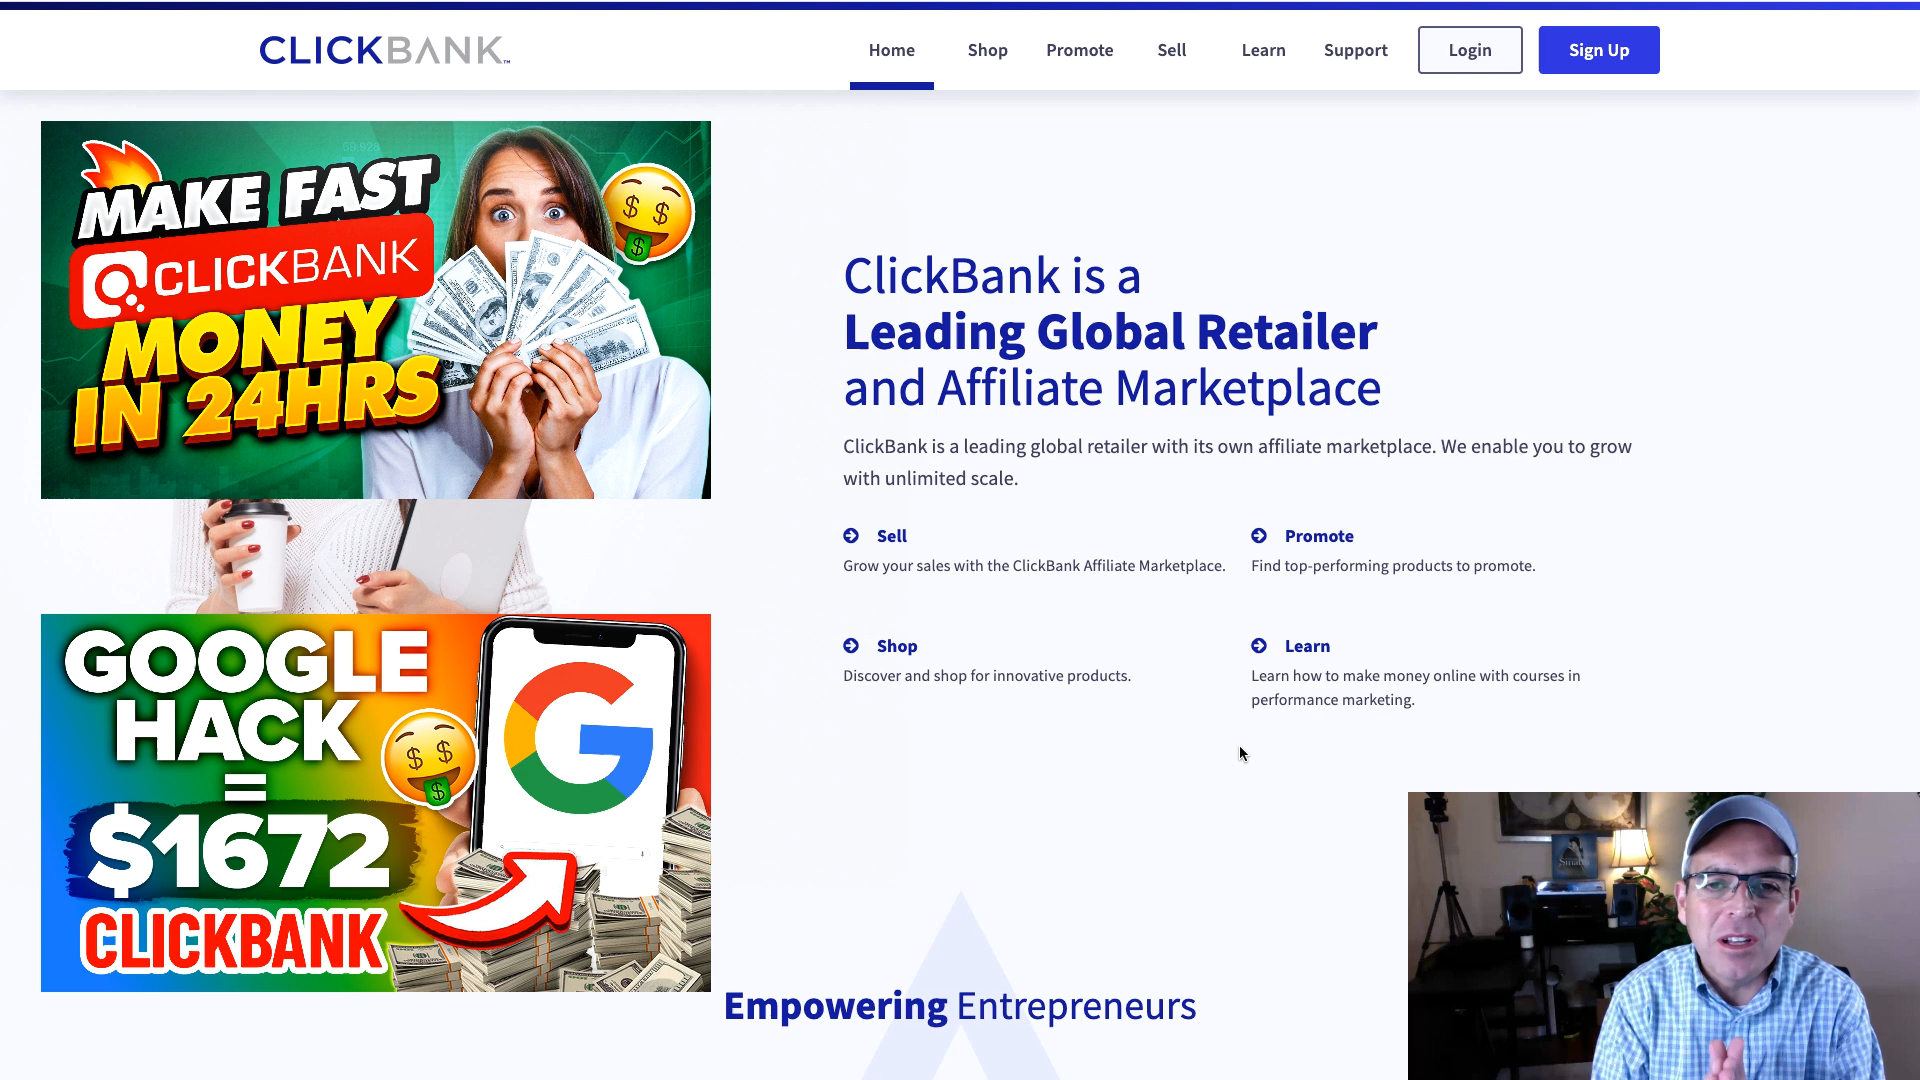 CLICKBANK™
Home Shop Promote Sell Learn Support Login Sign Up
69.928
MAKE FAST
CLICKBANK
MONEY
IN 24HRS
ClickBank is a
Leading Global Retailer
and Affiliate Marketplace
ClickBank is a leading global retailer with its own affiliate marketplace. We enable you to grow
with unlimited scale.
Sell
Grow your sales with the ClickBank Affiliate Marketplace.
Promote
Find top-performing products to promote.
Shop
Discover and shop for innovative products.
Learn
Learn how to make money online with courses in
performance marketing.
GOOGLE
HACK
=
$1672
CLICKBANK
Empowering Entrepreneurs
Sinatra